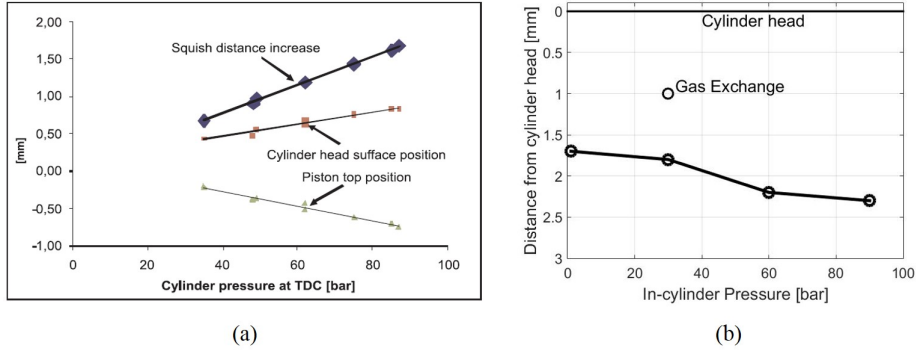 2,00
1,50
1,00
0,50
0,00
-0,50
-1,00
[mm]
Squish distance increase
Cylinder head sufface position
Piston top position
0 20 40 60 80 100
Cylinder pressure at TDC [bar]
(a)
0
0.5
1
1.5
2
2.5
3
Distance from cylinder head [mm]
Cylinder head
Gas Exchange
0 20 40 60 80 100
In-cylinder Pressure [bar]
(b)